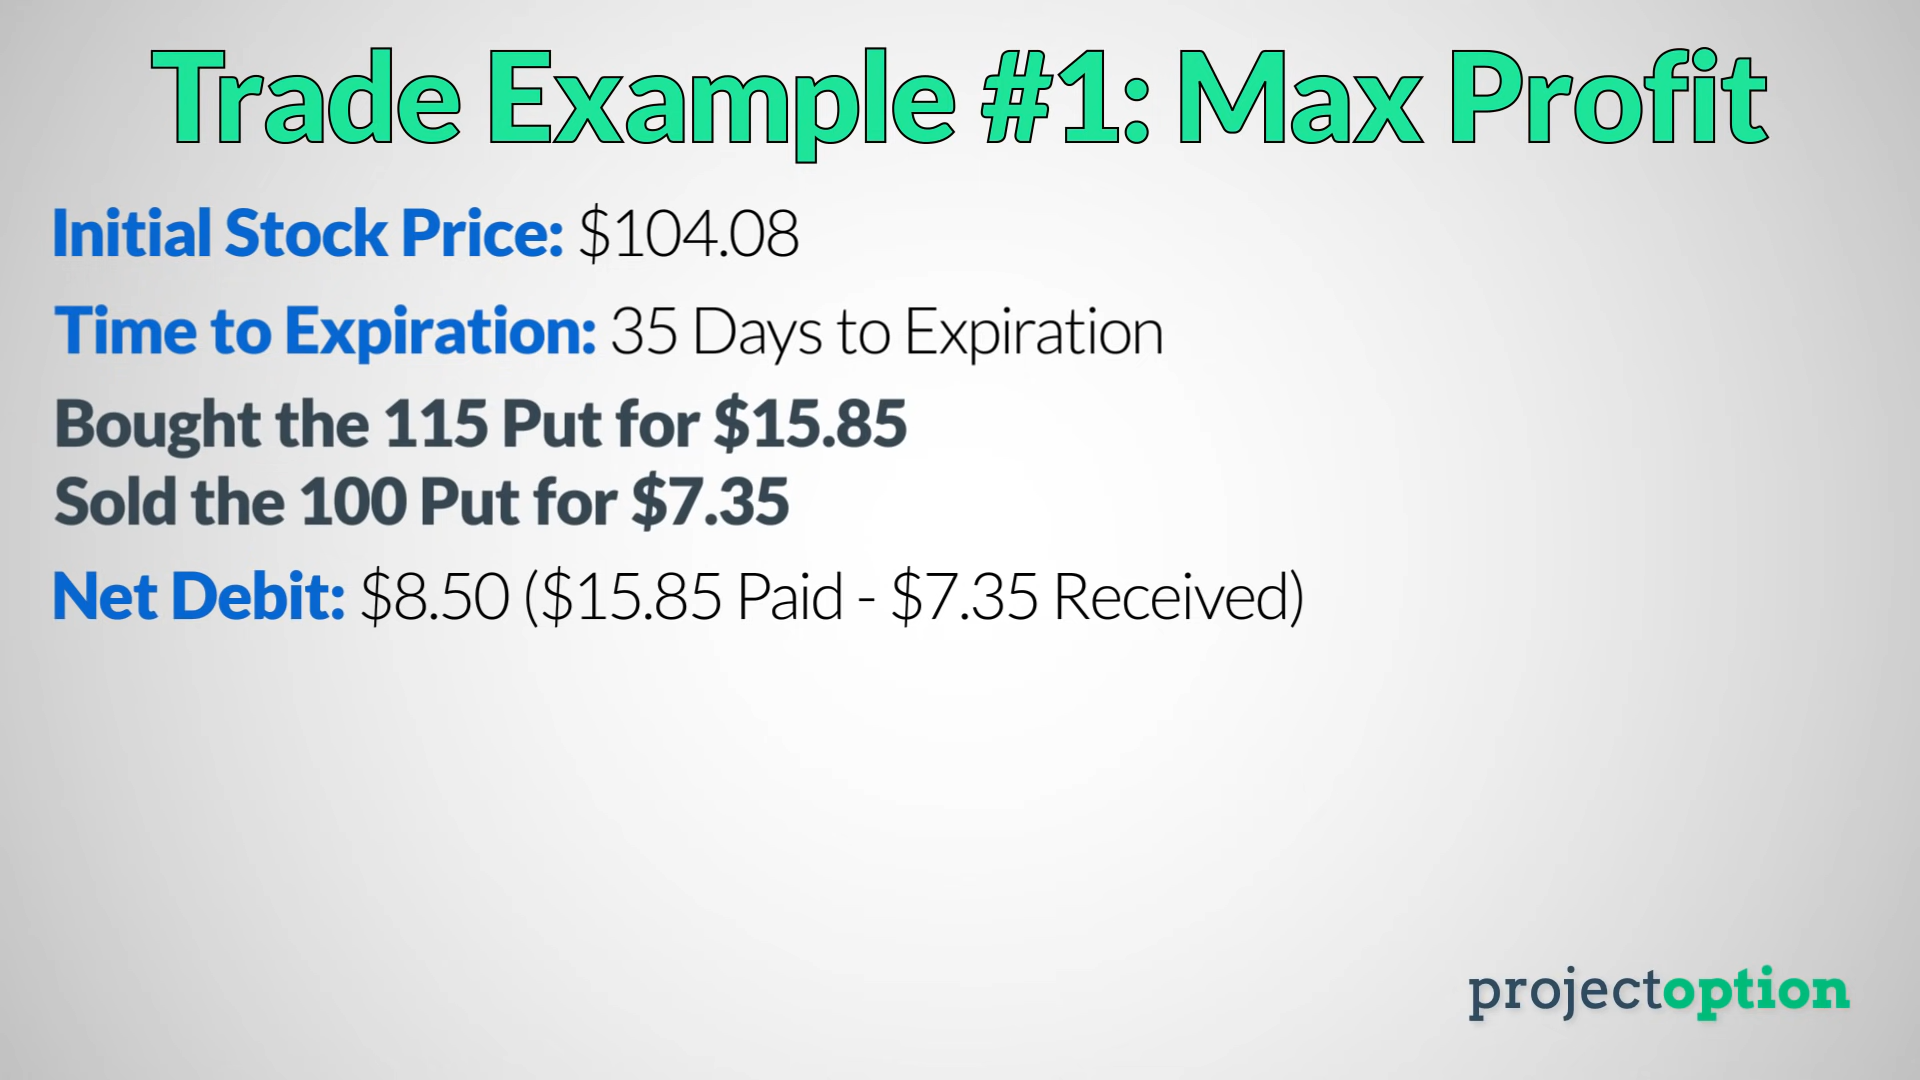 Trade Example #1: Max Profit
Initial Stock Price: $104.08
Time to Expiration: 35 Days to Expiration
Bought the 115 Put for $15.85
Sold the 100 Put for $7.35
Net Debit: $8.50 ($15.85 Paid - $7.35 Received)
projectoption